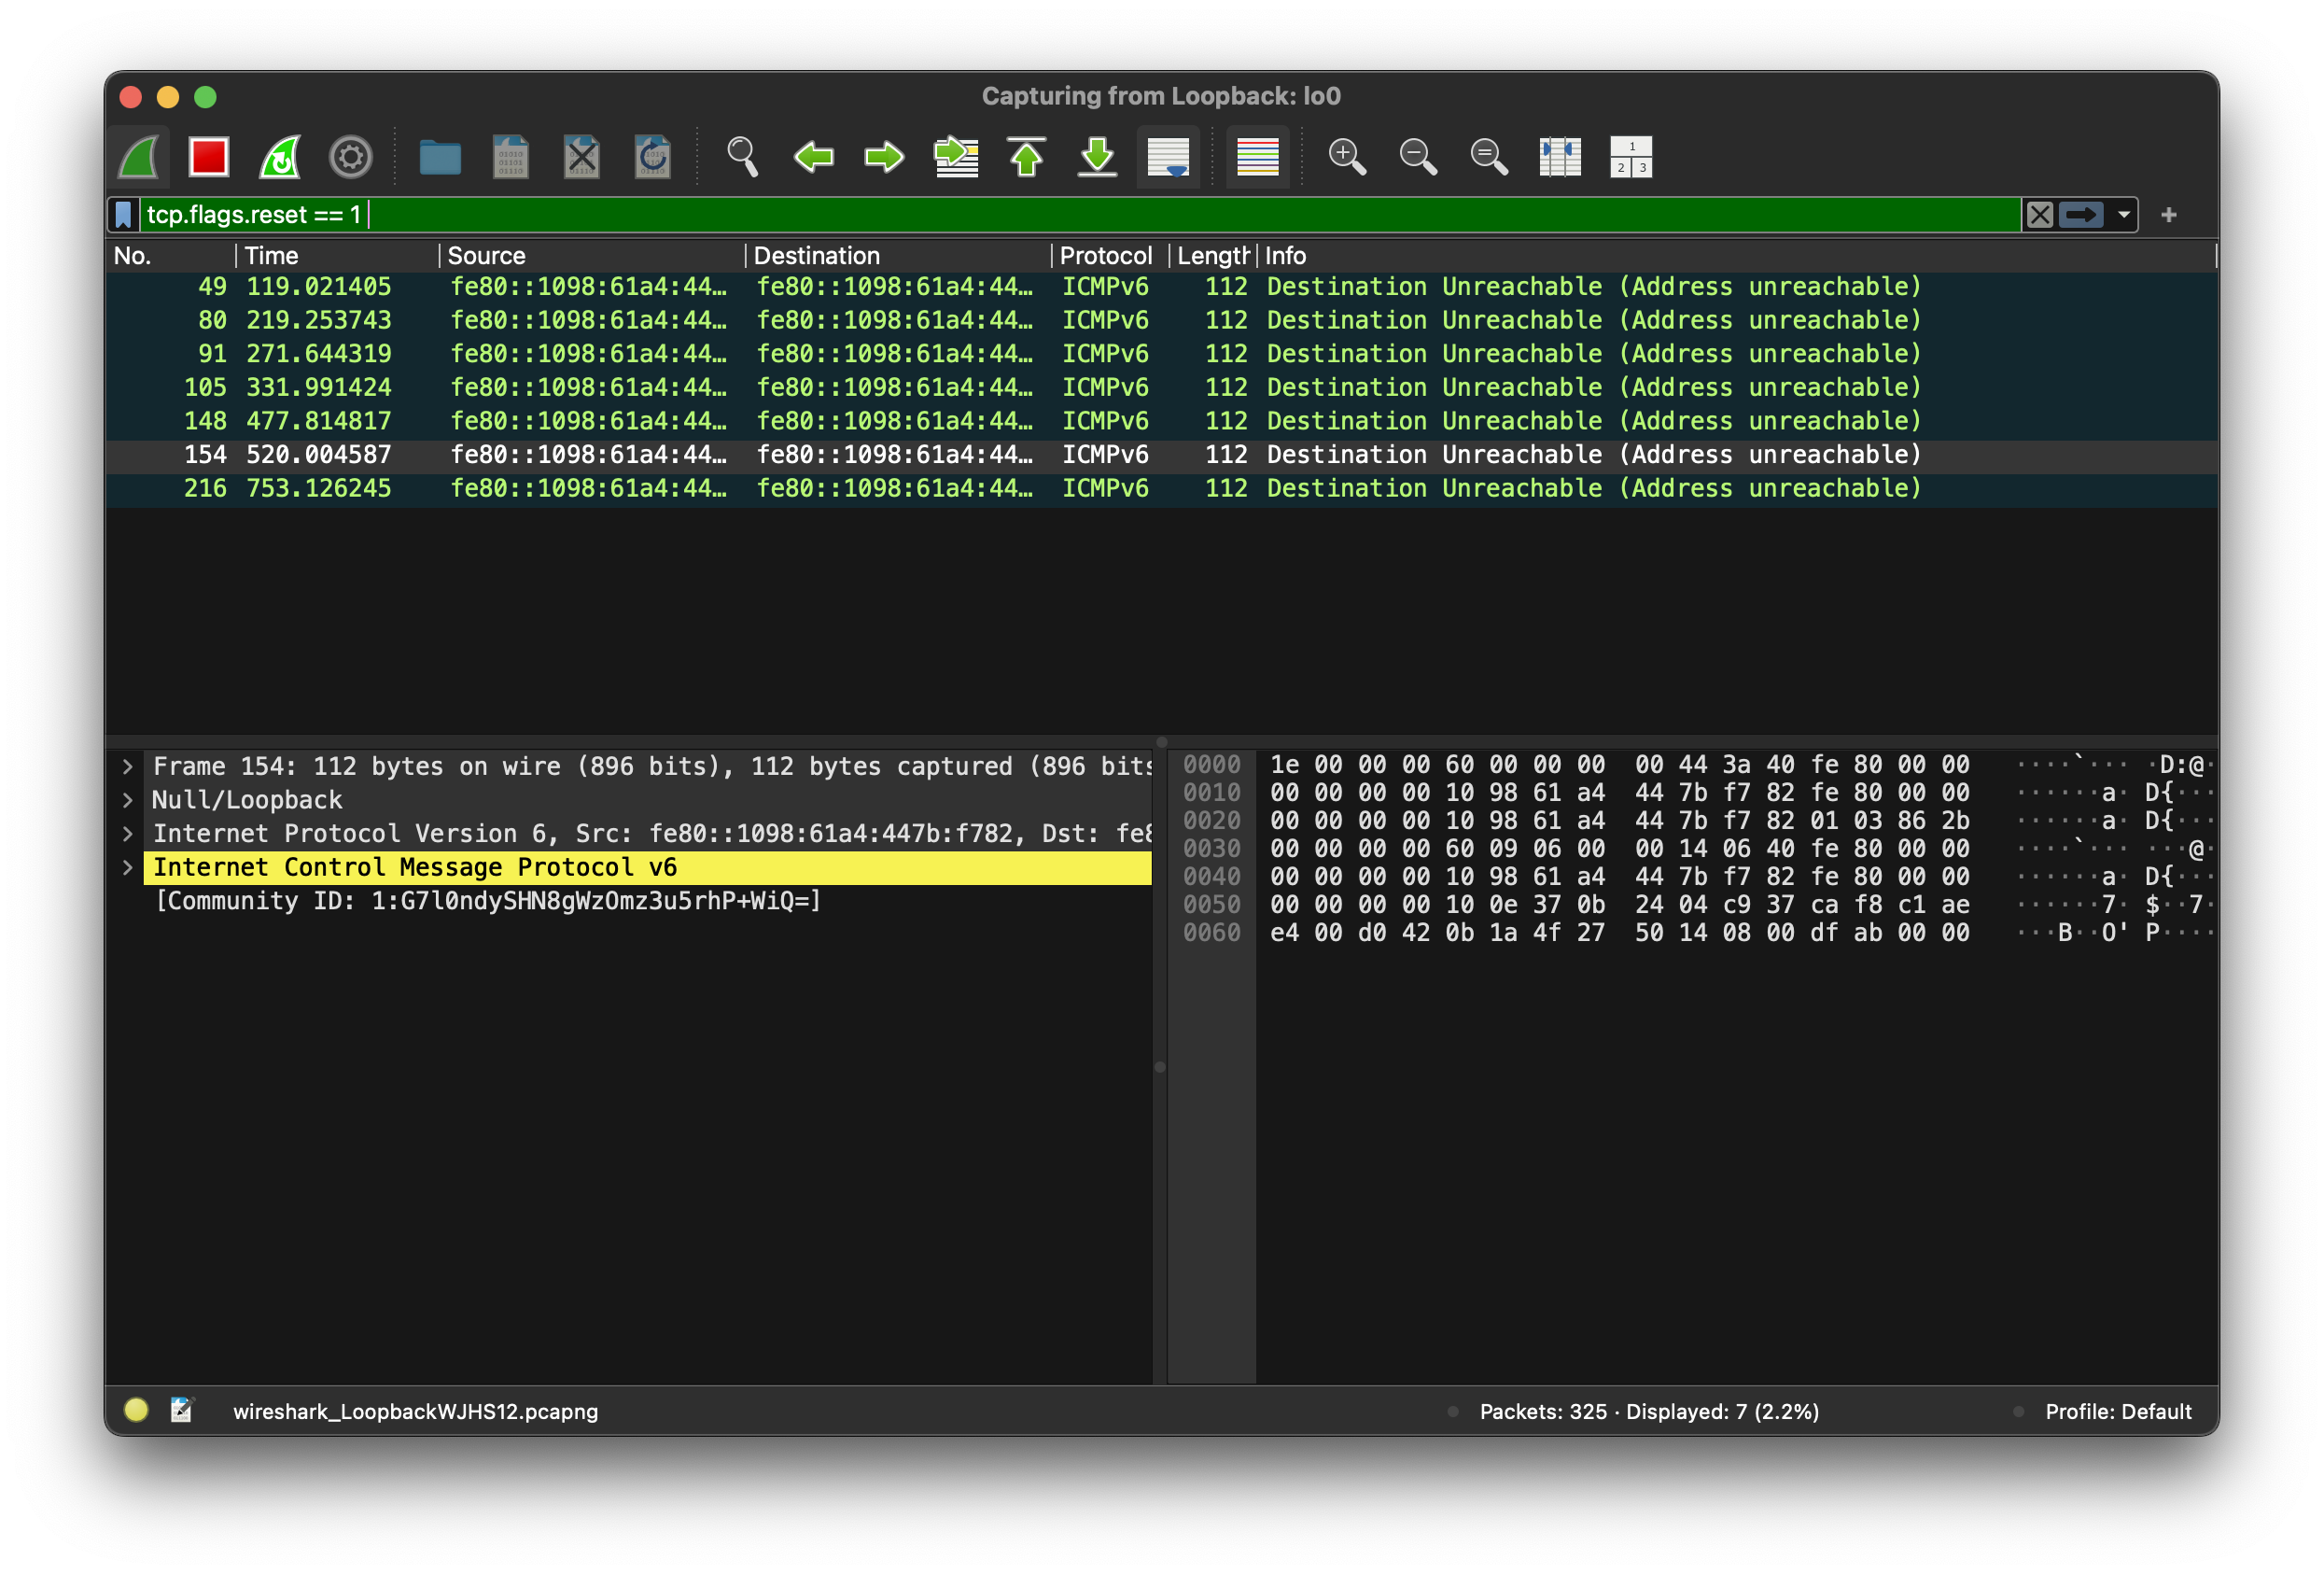 Capturing from Loopback: lo0
tcp.flags.reset == 1
No. Time Source Destination Protocol Length Info
49 119.021405 fe80::1098:61a4:44… fe80::1098:61a4:44… ICMPv6 112 Destination Unreachable (Address unreachable)
80 219.253743 fe80::1098:61a4:44… fe80::1098:61a4:44… ICMPv6 112 Destination Unreachable (Address unreachable)
91 271.644319 fe80::1098:61a4:44… fe80::1098:61a4:44… ICMPv6 112 Destination Unreachable (Address unreachable)
105 331.991424 fe80::1098:61a4:44… fe80::1098:61a4:44… ICMPv6 112 Destination Unreachable (Address unreachable)
148 477.814817 fe80::1098:61a4:44… fe80::1098:61a4:44… ICMPv6 112 Destination Unreachable (Address unreachable)
154 520.004587 fe80::1098:61a4:44… fe80::1098:61a4:44… ICMPv6 112 Destination Unreachable (Address unreachable)
216 753.126245 fe80::1098:61a4:44… fe80::1098:61a4:44… ICMPv6 112 Destination Unreachable (Address unreachable)
Frame 154: 112 bytes on wire (896 bits), 112 bytes captured (896 bits
Null/Loopback
Internet Protocol Version 6, Src: fe80::1098:61a4:447b:f782, Dst: fe8
Internet Control Message Protocol v6
[Community ID: 1:G7l0ndySHN8gWzOmz3u5rhP+WiQ=]
0000 1e 00 00 00 60 00 00 00 00 44 3a 40 fe 80 00 00 ····`··· ·D:@·
0010 00 00 00 00 10 98 61 a4 44 7b f7 82 fe 80 00 00 ······a· D{···
0020 00 00 00 00 10 98 61 a4 44 7b f7 82 01 03 86 2b ······a· D{···
0030 00 00 00 00 60 09 06 00 00 14 06 40 fe 80 00 00 ····`··· ···@·
0040 00 00 00 00 10 98 61 a4 44 7b f7 82 fe 80 00 00 ······a· D{···
0050 00 00 00 00 10 0e 37 0b 24 04 c9 37 ca f8 c1 ae ······7· $··7·
0060 e4 00 d0 42 0b 1a 4f 27 50 14 08 00 df ab 00 00 ···B··O' P····
wireshark_LoopbackWJHS12.pcapng
Packets: 325 · Displayed: 7 (2.2%)
Profile: Default